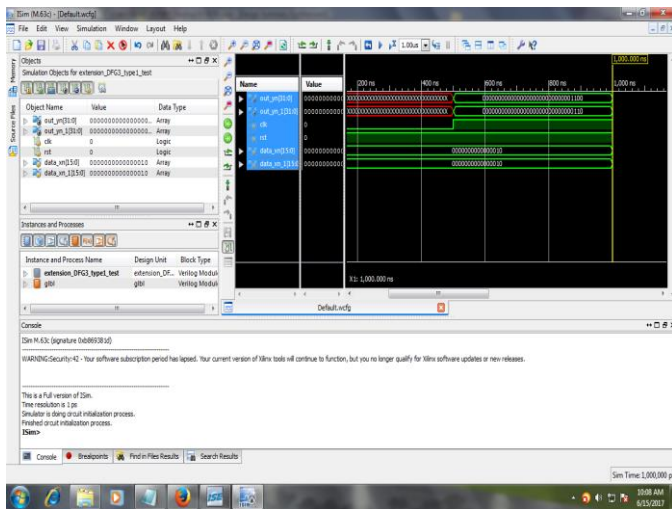 ISim (M.63c) - [Default.wcfg]
File Edit View Simulation Window Layout Help
1.00us
Objects
Simulation Objects for extension_DFG3_type1_test
Object Name Value Data Type
out_yn[31:0] 0000000000000000... Array
out_yn_1[31:0] 0000000000000000... Array
clk 0 Logic
rst 0 Logic
data_xn[15:0] 0000000000000010 Array
data_xn_1[15:0] 0000000000000010 Array
Memory
Source Files
Instances and Processes
Instance and Process Name Design Unit Block Type
extension_DFG3_type1_test extension_DF... Verilog Modul
glbl glbl Verilog Modul
Name Value
out_yn[31:0]
out_yn_1[31:0]
clk 0
rst 0
data_xn[15:0]
data_xn_1[15:0]
1,000.000 ns
200 ns 400 ns 600 ns 800 ns 1,000 ns
0000000000000010
0000000000000010
X1: 1,000.000 ns
Default.wcfg
Console
ISim M.63c (signature 0xb869381d)
WARNING:Security:42 - Your software subscription period has lapsed. Your current version of Xilinx tools will continue to function, but you no longer qualify for Xilinx software updates or new releases.
This is a Full version of ISim.
Time resolution is 1 ps
Simulator is doing circuit initialization process.
Finished circuit initialization process.
ISim>
Console Breakpoints Find in Files Results Search Results
Sim Time: 1,000,000 p
ISE
10:08 AM
6/15/2017